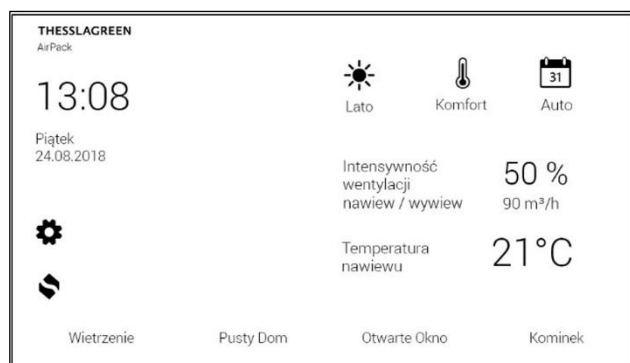 THESSLAGREEN
AirPack
13:08
Piątek
24.08.2018
31
Lato
Komfort
Auto
Intensywność
wentylacji
nawiew / wywiew
50 %
90 m³/h
Temperatura
nawiewu
21°C
Wietrzenie
Pusty Dom
Otwarte Okno
Kominek